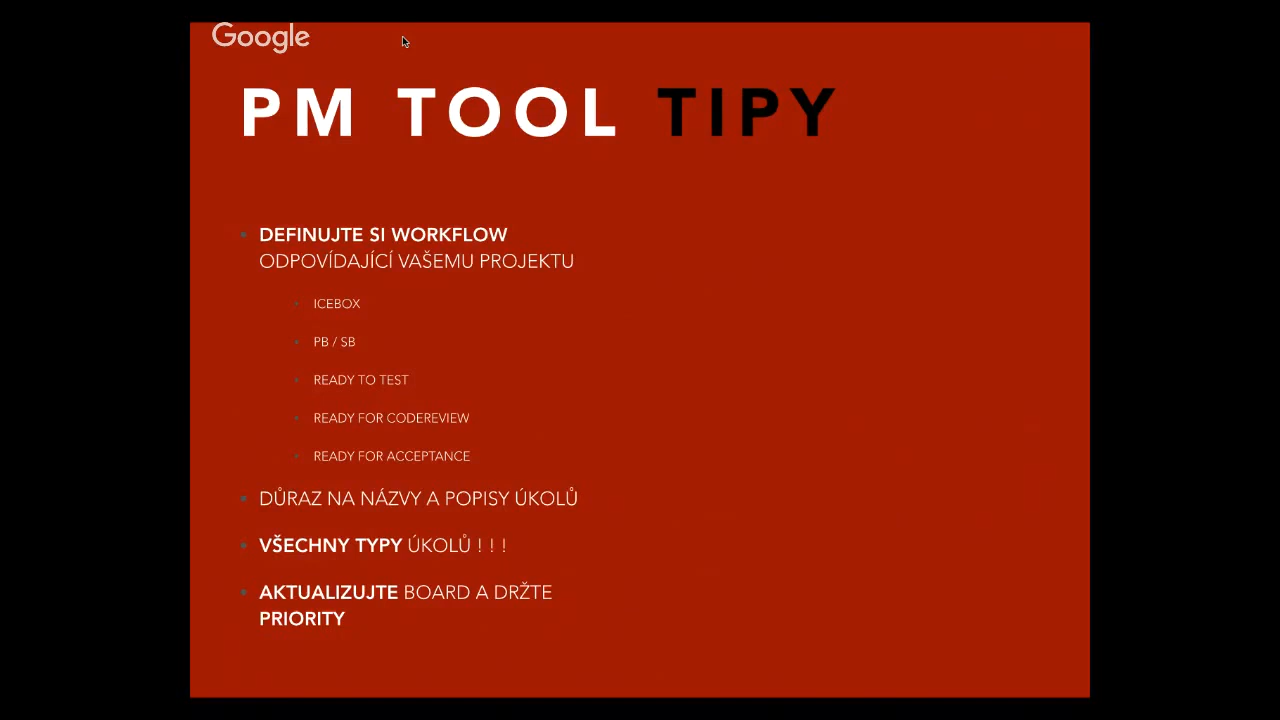 Google
PM TOOL TIPY
DEFINUJTE SI WORKFLOW
ODPOVÍDAJÍCÍ VAŠEMU PROJEKTU
ICEBOX
PB / SB
READY TO TEST
READY FOR CODEREVIEW
READY FOR ACCEPTANCE
DŮRAZ NA NÁZVY A POPISY ÚKOLŮ
VŠECHNY TYPY ÚKOLŮ ! ! !
AKTUALIZUJTE BOARD A DRŽTE
PRIORITY